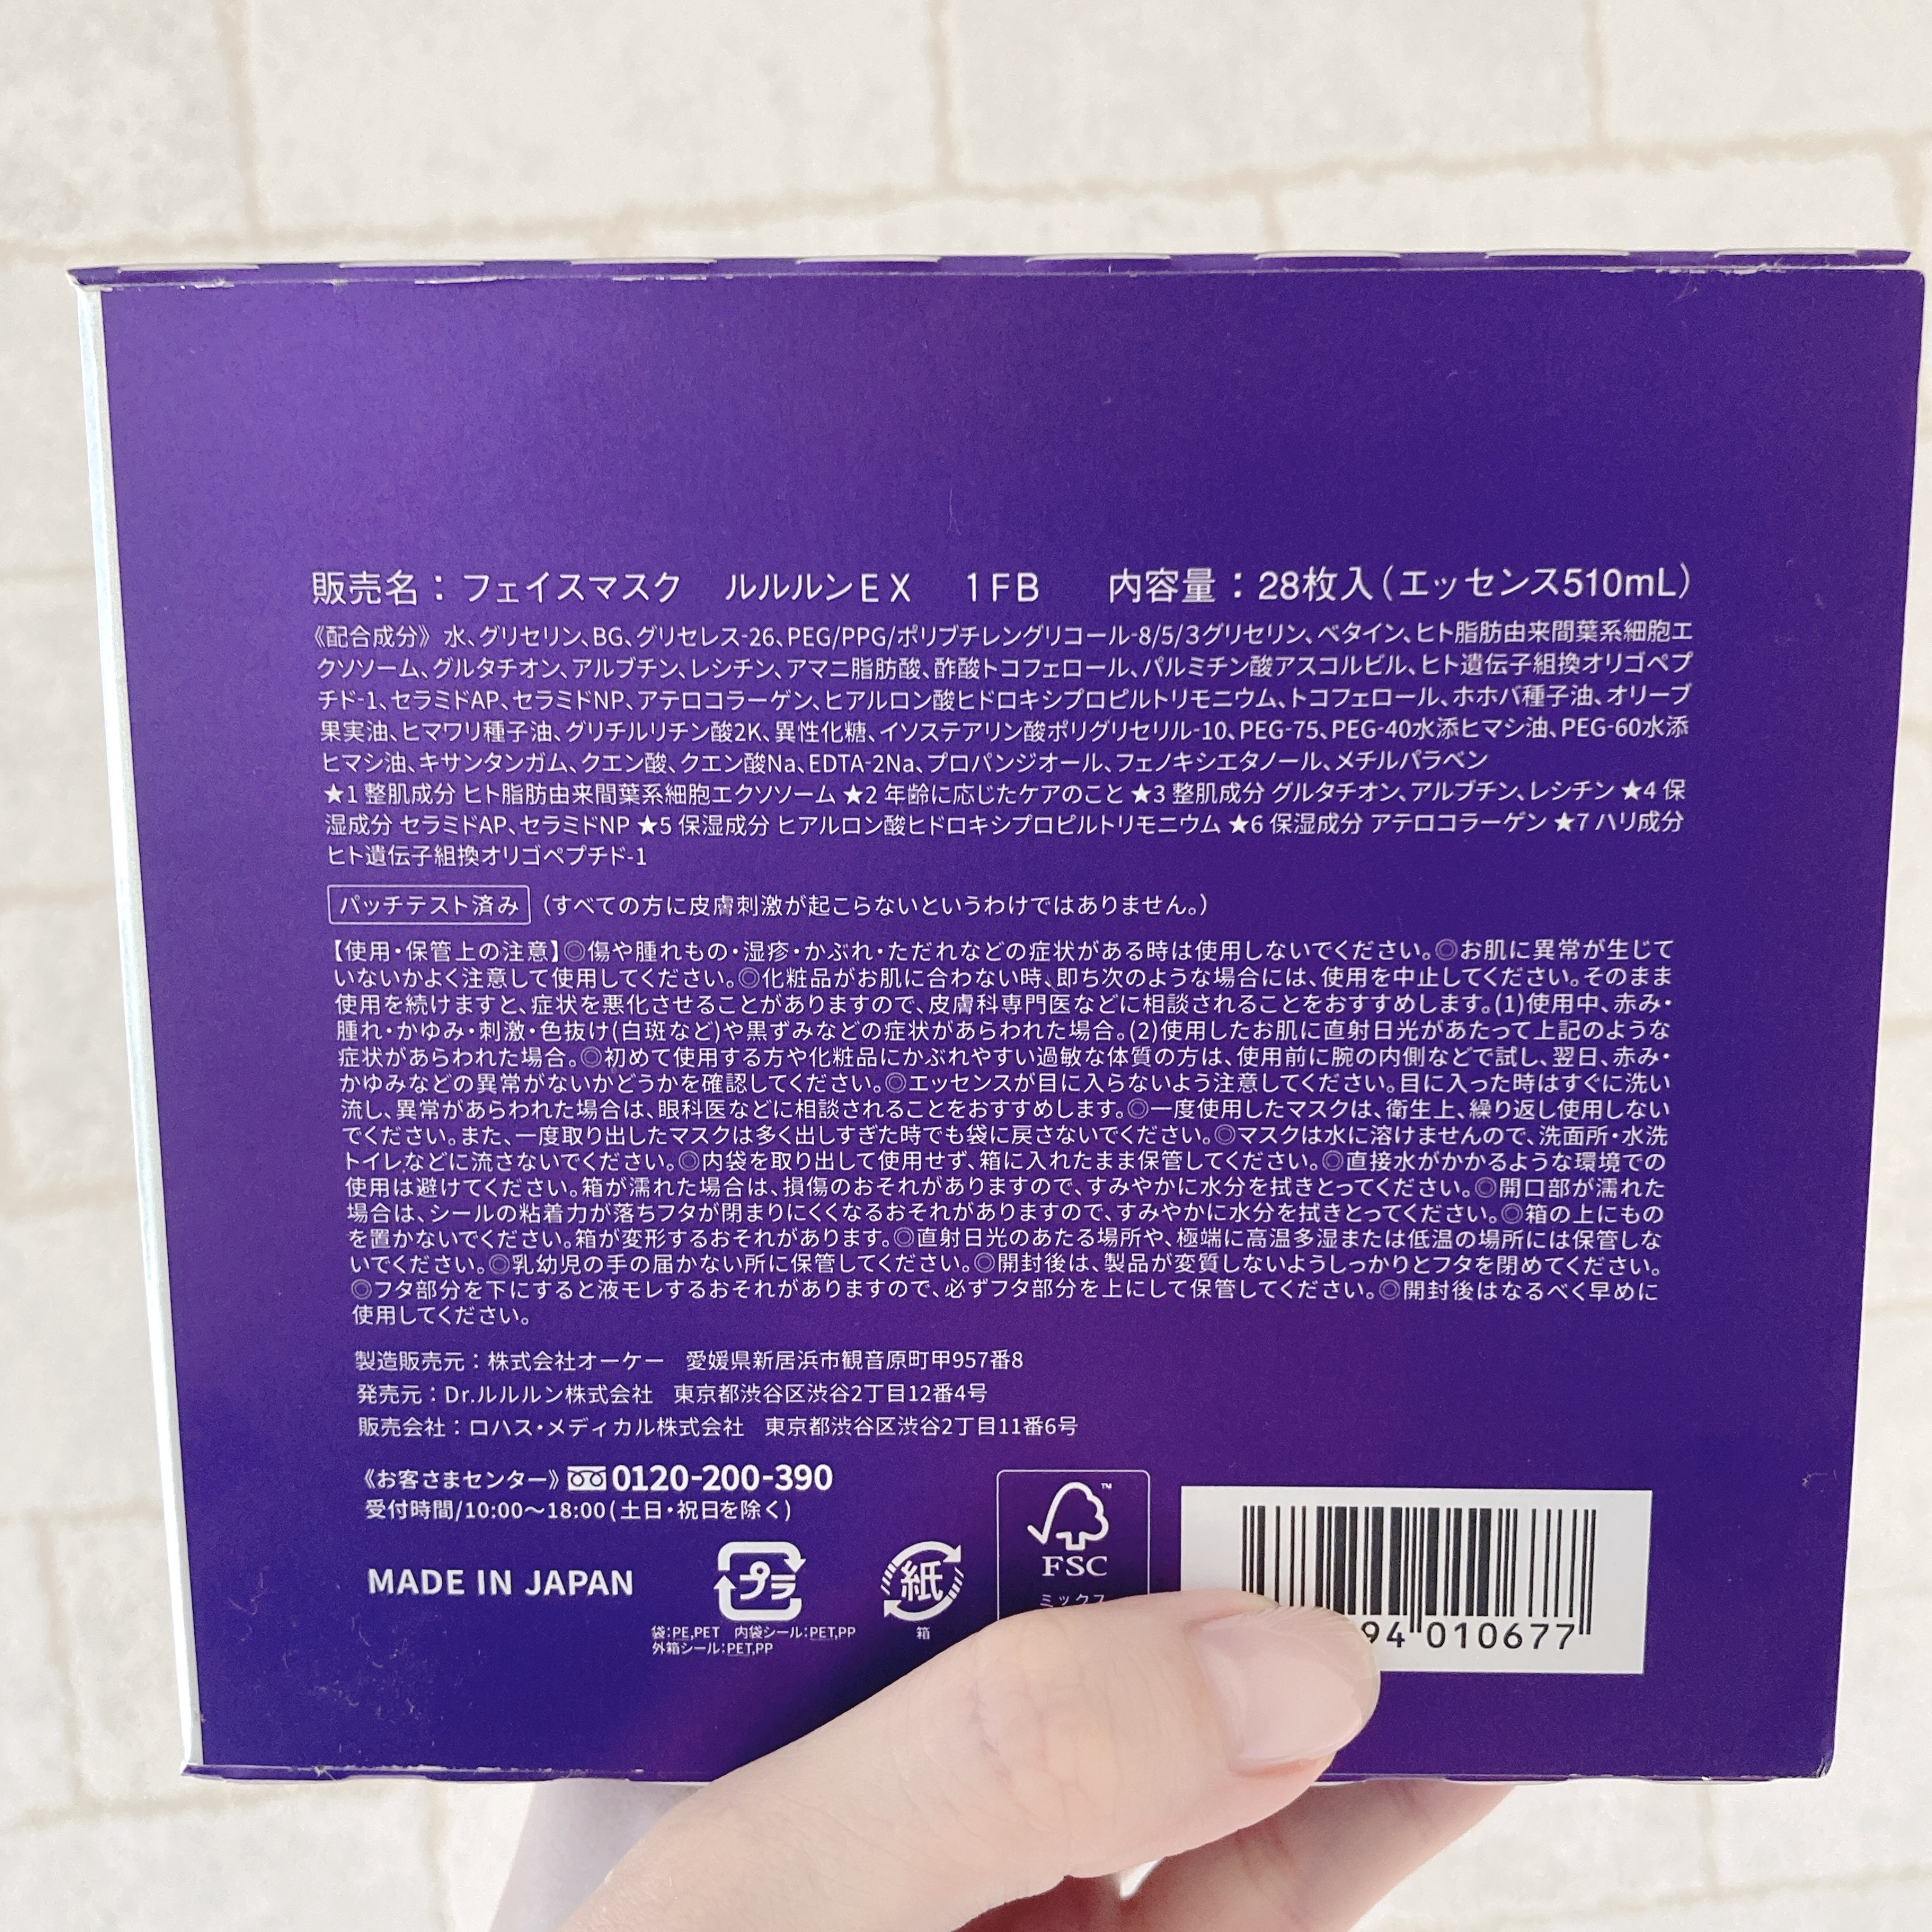 販売名：フェイスマスク　ルルルンＥＸ　１ＦＢ　内容量：28枚入（エッセンス510mL）
《配合成分》水、グリセリン、BG、グリセレス-26、PEG/PPG/ポリブチレングリコール-8/5/3グリセリン、ベタイン、ヒト脂肪由来間葉系細胞エ
クソソーム、グルタチオン、アルブチン、レシチン、アマニ脂肪酸、酢酸トコフェロール、パルミチン酸アスコルビル、ヒト遺伝子組換オリゴペプ
チド-1、セラミドAP、セラミドNP、アテロコラーゲン、ヒアルロン酸ヒドロキシプロピルトリモニウム、トコフェロール、ホホバ種子油、オリーブ
果実油、ヒマワリ種子油、グリチルリチン酸2K、異性化糖、イソステアリン酸ポリグリセリル-10、PEG-75、PEG-40水添ヒマシ油、PEG-60水添
ヒマシ油、キサンタンガム、クエン酸、クエン酸Na、EDTA-2Na、プロパンジオール、フェノキシエタノール、メチルパラベン
★1 整肌成分 ヒト脂肪由来間葉系細胞エクソソーム ★2 年齢に応じたケアのこと ★3 整肌成分 グルタチオン、アルブチン、レシチン ★4 保
湿成分 セラミドAP、セラミドNP ★5 保湿成分 ヒアルロン酸ヒドロキシプロピルトリモニウム ★6 保湿成分 アテロコラーゲン ★7 ハリ成分
ヒト遺伝子組換オリゴペプチド-1
パッチテスト済み（すべての方に皮膚刺激が起こらないというわけではありません。）
【使用・保管上の注意】◎傷や腫れもの・湿疹・かぶれ・ただれなどの症状がある時は使用しないでください。◎お肌に異常が生じて
いないかよく注意して使用してください。◎化粧品がお肌に合わない時、即ち次のような場合には、使用を中止してください。そのまま
使用を続けますと、症状を悪化させることがありますので、皮膚科専門医などに相談されることをおすすめします。(1)使用中、赤み・
腫れ・かゆみ・刺激・色抜け(白斑など)や黒ずみなどの症状があらわれた場合。(2)使用したお肌に直射日光があたって上記のような
症状があらわれた場合。◎初めて使用する方や化粧品にかぶれやすい過敏な体質の方は、使用前に腕の内側などで試し、翌日、赤み・
かゆみなどの異常がないかどうかを確認してください。◎エッセンスが目に入らないよう注意してください。目に入った時はすぐに洗い
流し、異常があらわれた場合は、眼科医などに相談されることをおすすめします。◎一度使用したマスクは、衛生上、繰り返し使用しない
でください。また、一度取り出したマスクは多く出しすぎた時でも袋に戻さないでください。◎マスクは水に溶けませんので、洗面所・水洗
トイレなどに流さないでください。◎内袋を取り出して使用せず、箱に入れたまま保管してください。◎直接水がかかるような環境での
使用は避けてください。箱が濡れた場合は、損傷のおそれがありますので、すみやかに水分を拭きとってください。◎開口部が濡れた
場合は、シールの粘着力が落ちフタが閉まりにくくなるおそれがありますので、すみやかに水分を拭きとってください。◎箱の上にもの
を置かないでください。箱が変形するおそれがあります。◎直射日光のあたる場所や、極端に高温多湿または低温の場所には保管しな
いでください。◎乳幼児の手の届かない所に保管してください。◎開封後は、製品が変質しないようしっかりとフタを閉めてください。
◎フタ部分を下にすると液モレするおそれがありますので、必ずフタ部分を上にして保管してください。◎開封後はなるべく早めに
使用してください。
製造販売元：株式会社オーケー　愛媛県新居浜市観音原町甲957番8
発売元：Dr.ルルルン株式会社　東京都渋谷区渋谷2丁目12番4号
販売会社：ロハス・メディカル株式会社　東京都渋谷区渋谷2丁目11番6号
《お客さまセンター》0120-200-390
受付時間/10:00～18:00(土日・祝日を除く)
MADE IN JAPAN
プラ
袋：PE,PET　内袋シール：PET,PP
外箱シール：PET,PP
紙
箱
FSC™
ミックス
94 010677